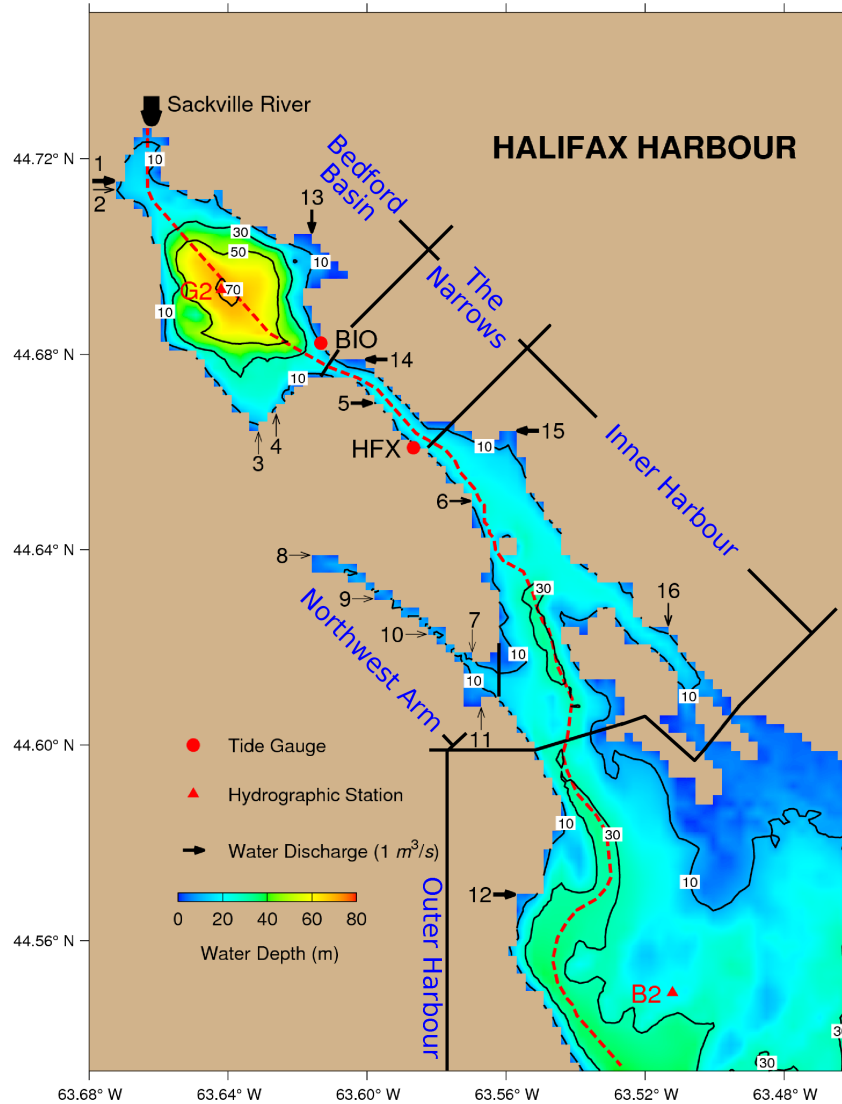 Sackville River
HALIFAX HARBOUR
44.72° N
10
1
2
Bedford
Basin
13
30
50
10
The
Narrows
G2
70
10
BIO
44.68° N
14
10
5
3
4
HFX
10
15
Inner Harbour
6
44.64° N
8
9
30
16
10
7
Northwest Arm
10
10
10
11
44.60° N
Tide Gauge
Hydrographic Station
Water Discharge (1 m³/s)
10
30
10
12
Outer Harbour
0 20 40 60 80
Water Depth (m)
44.56° N
B2
30
30
63.68° W 63.64° W 63.60° W 63.56° W 63.52° W 63.48° W